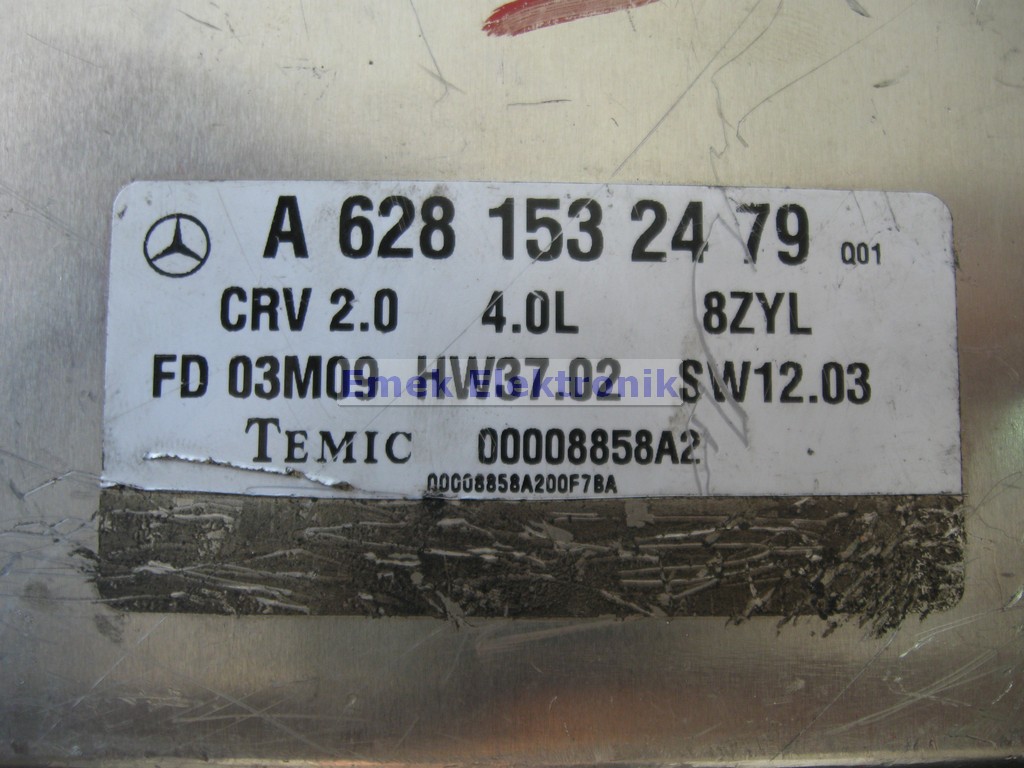 A 628 153 24 79 Q01
CRV 2.0 4.0L 8ZYL
FD 03M09 HW37.02 SW12.03
Emek Elektronik
TEMIC 00008858A2
00008858A200F7BA